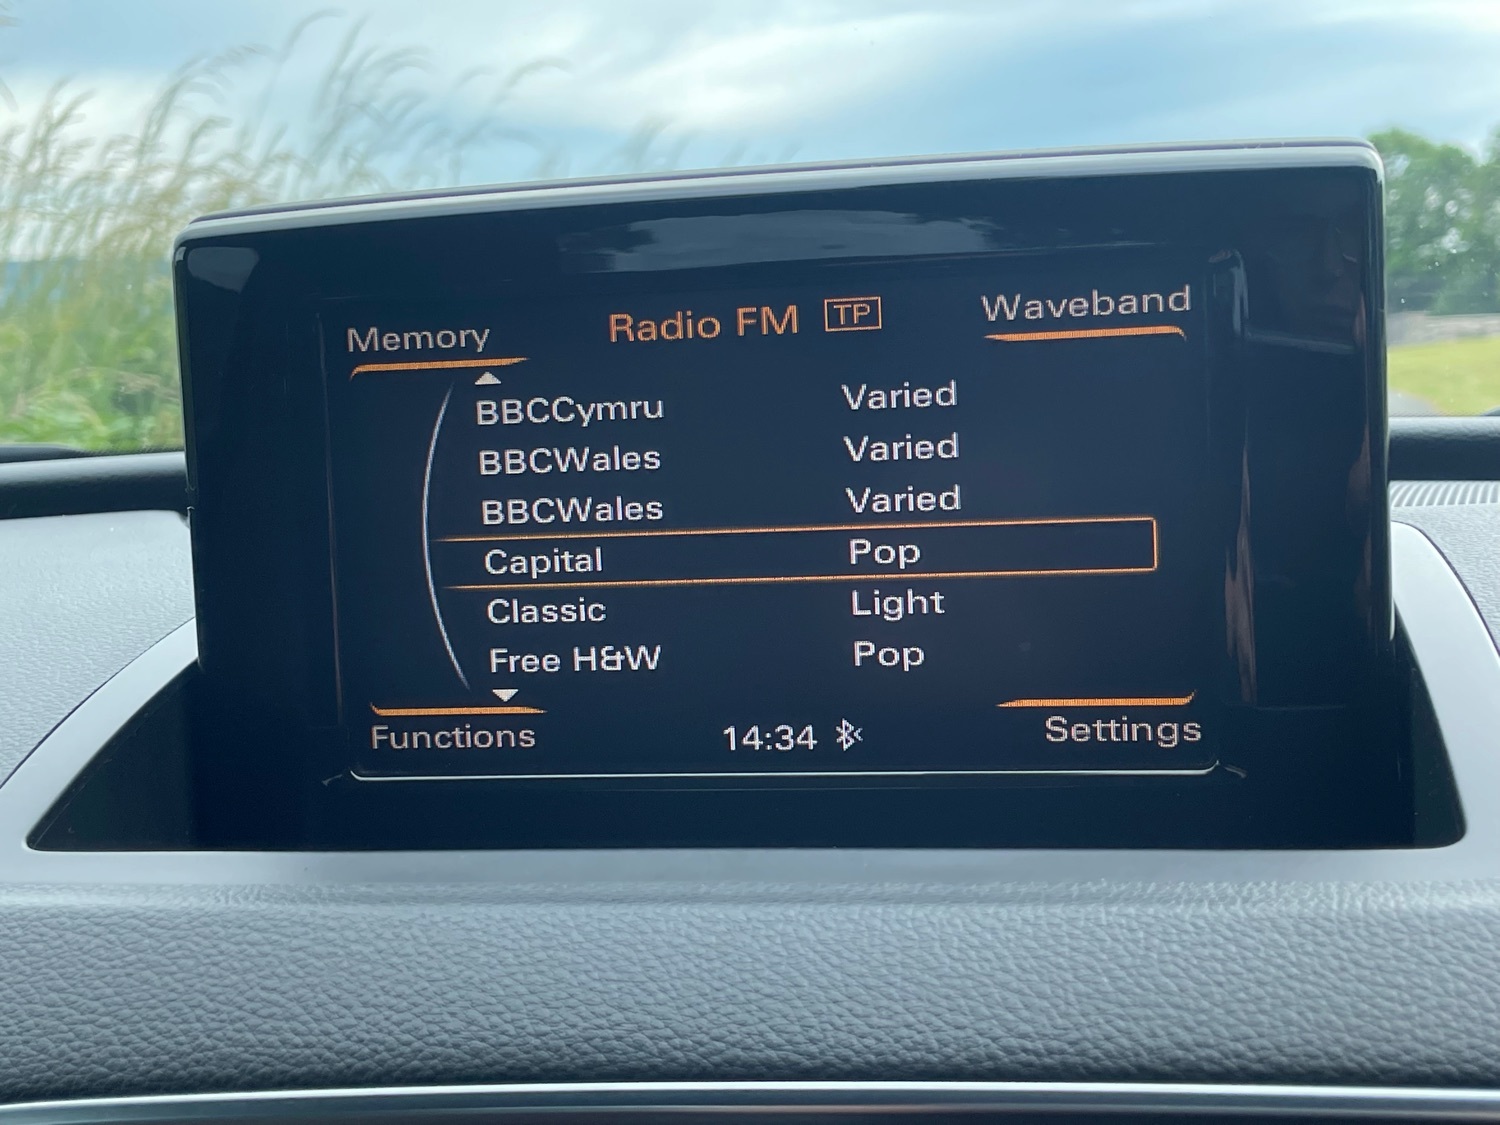 Memory Radio FM TP Waveband
BBCCymru Varied
BBCWales Varied
BBCWales Varied
Capital Pop
Classic Light
Free H&W Pop
Functions 14:34 Settings